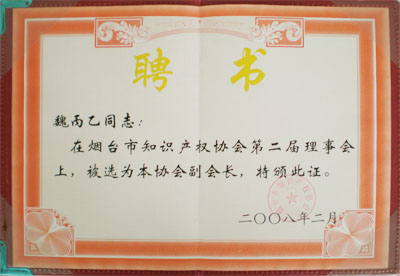 聘书
魏丙乙同志：
在烟台市知识产权协会第二届理事会
上，被选为本协会副会长，特颁此证。
二〇〇八年二月